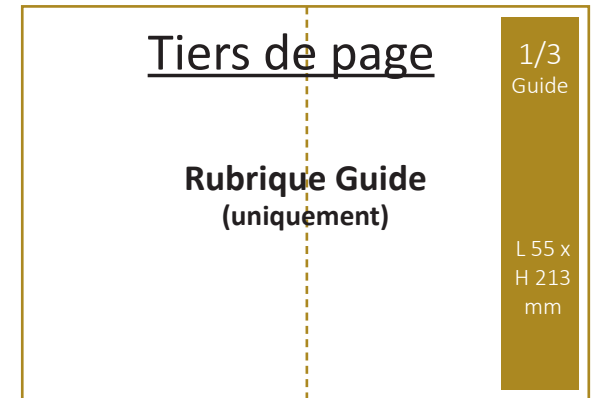 Tiers de page
Rubrique Guide
(uniquement)
1/3
Guide
L 55 x
H 213
mm